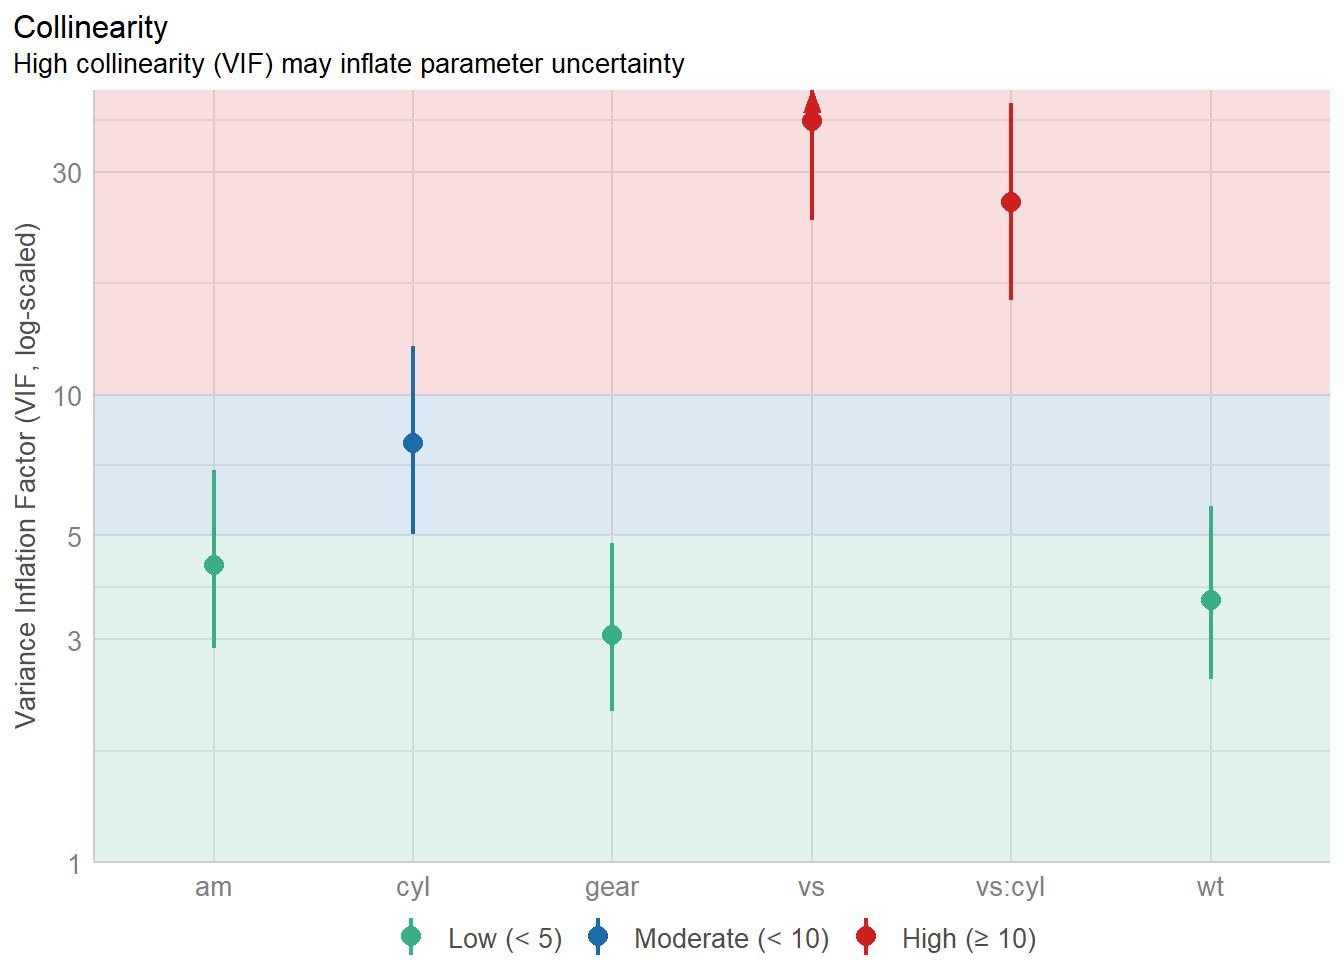 Collinearity
High collinearity (VIF) may inflate parameter uncertainty
Variance Inflation Factor (VIF, log-scaled)
30
10
5
3
1
am cyl gear vs vs:cyl wt
Low (< 5) Moderate (< 10) High (≥ 10)